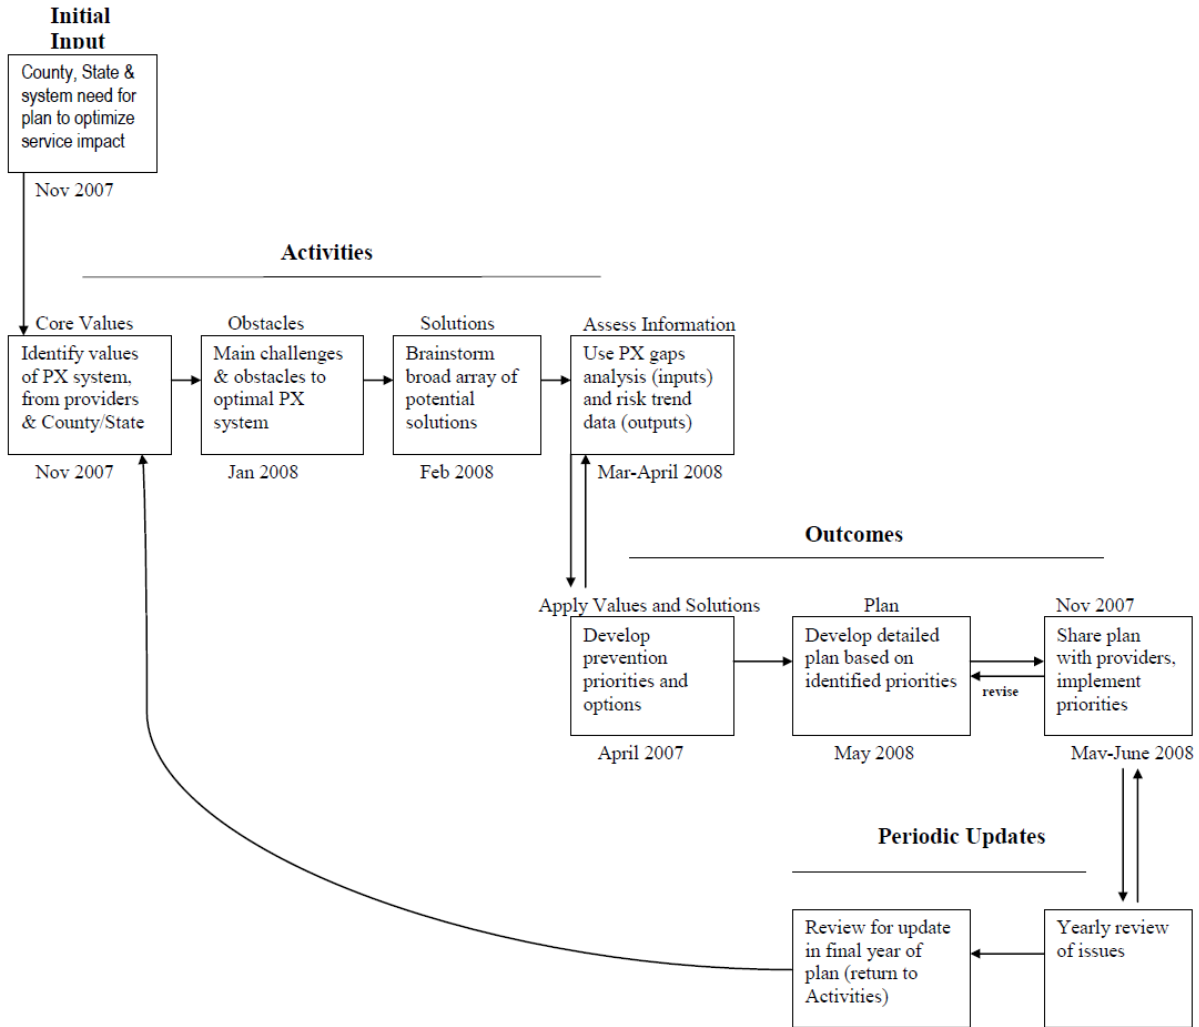 Initial
Input
County, State &
system need for
plan to optimize
service impact
Nov 2007
Activities
Core Values
Obstacles
Solutions
Assess Information
Identify values
of PX system,
from providers
& County/State
Main challenges
& obstacles to
optimal PX
system
Brainstorm
broad array of
potential
solutions
Use PX gaps
analysis (inputs)
and risk trend
data (outputs)
Nov 2007
Jan 2008
Feb 2008
Mar-April 2008
Outcomes
Apply Values and Solutions
Plan
Nov 2007
Develop
prevention
priorities and
options
Develop detailed
plan based on
identified priorities
revise
Share plan
with providers,
implement
priorities
April 2007
May 2008
May-June 2008
Periodic Updates
Review for update
in final year of
plan (return to
Activities)
Yearly review
of issues